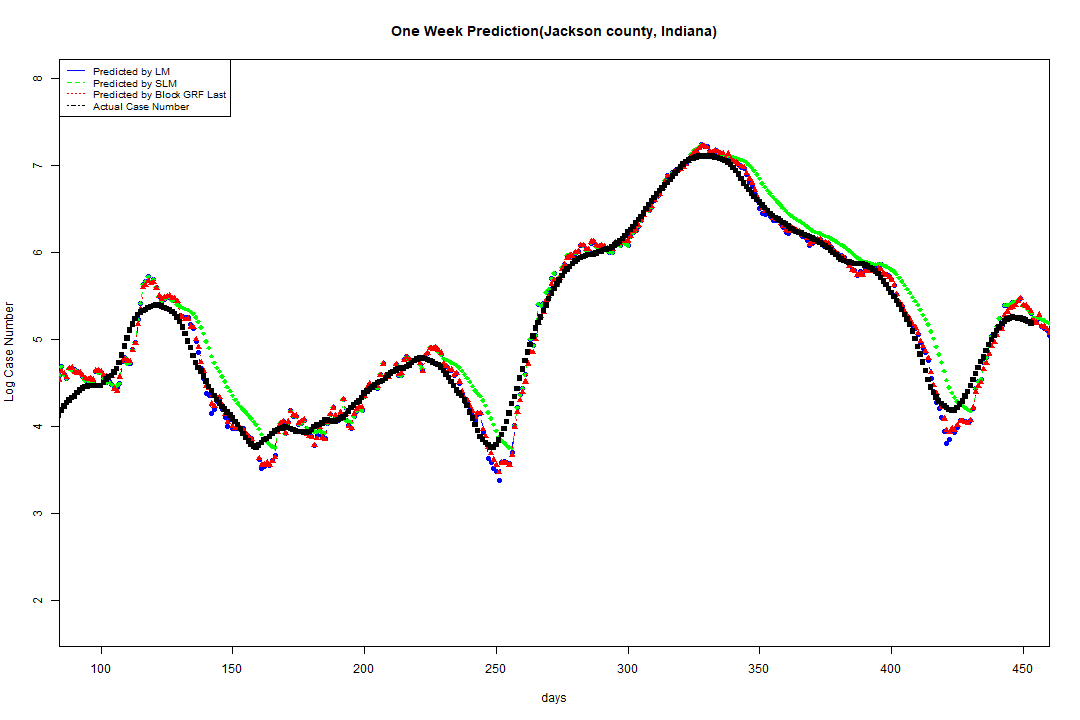 One Week Prediction(Jackson county, Indiana)
Predicted by LM
Predicted by SLM
Predicted by Block GRF Last
Actual Case Number
8
7
6
5
4
3
2
Log Case Number
100 150 200 250 300 350 400 450
days